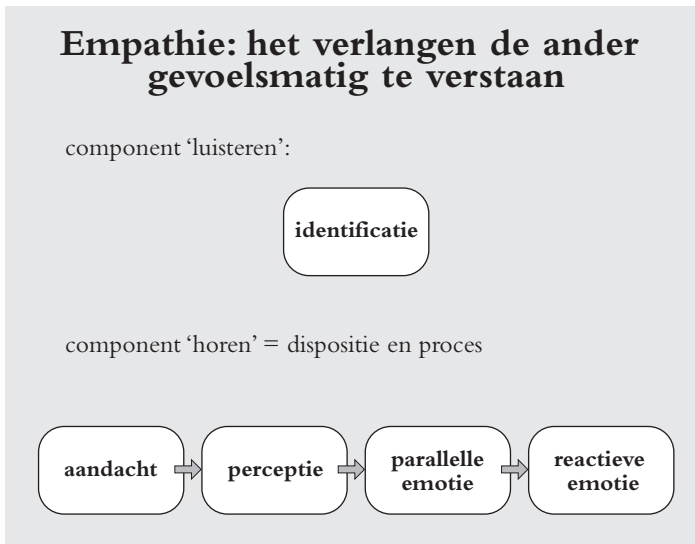 Empathie: het verlangen de ander
gevoelsmatig te verstaan
component ‘luisteren’:
identificatie
component ‘horen’ = dispositie en proces
aandacht
perceptie
parallelle
emotie
reactieve
emotie